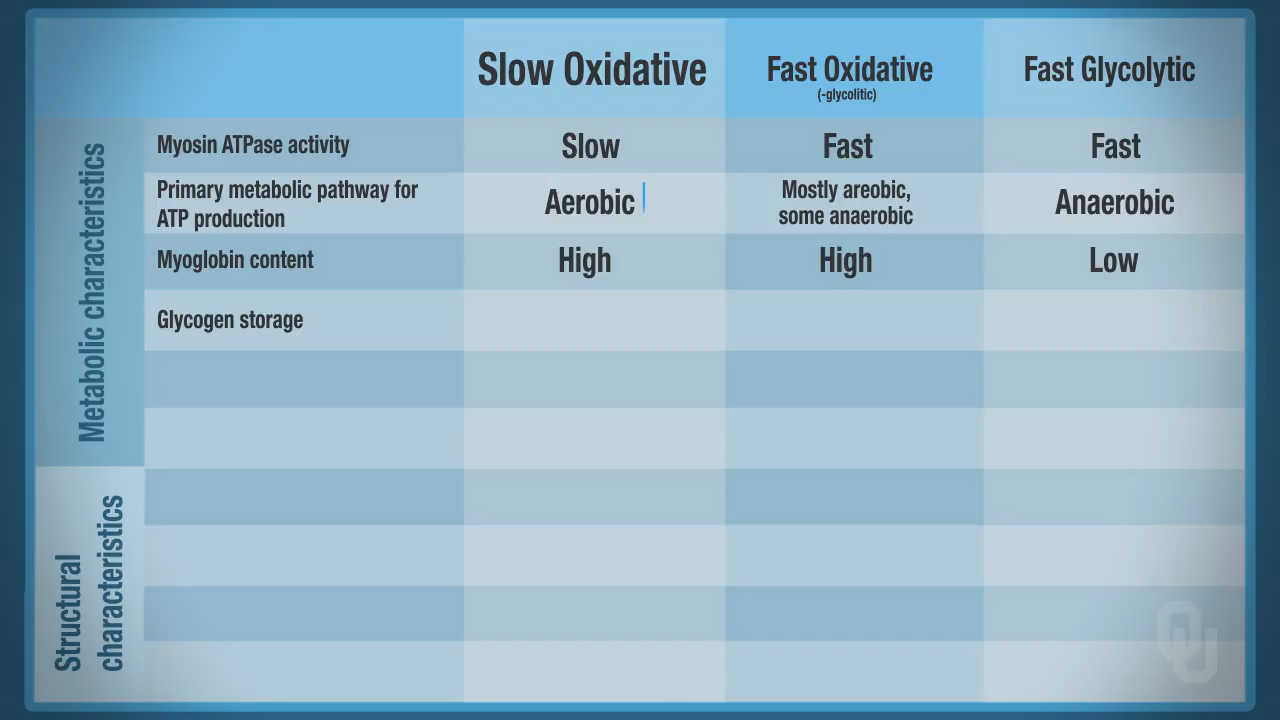 Slow Oxidative
Fast Oxidative
(-glycolitic)
Fast Glycolytic
Metabolic characteristics
Myosin ATPase activity
Slow
Fast
Fast
Primary metabolic pathway for
ATP production
Aerobic
Mostly areobic,
some anaerobic
Anaerobic
Myoglobin content
High
High
Low
Glycogen storage
Structural
characteristics
OU